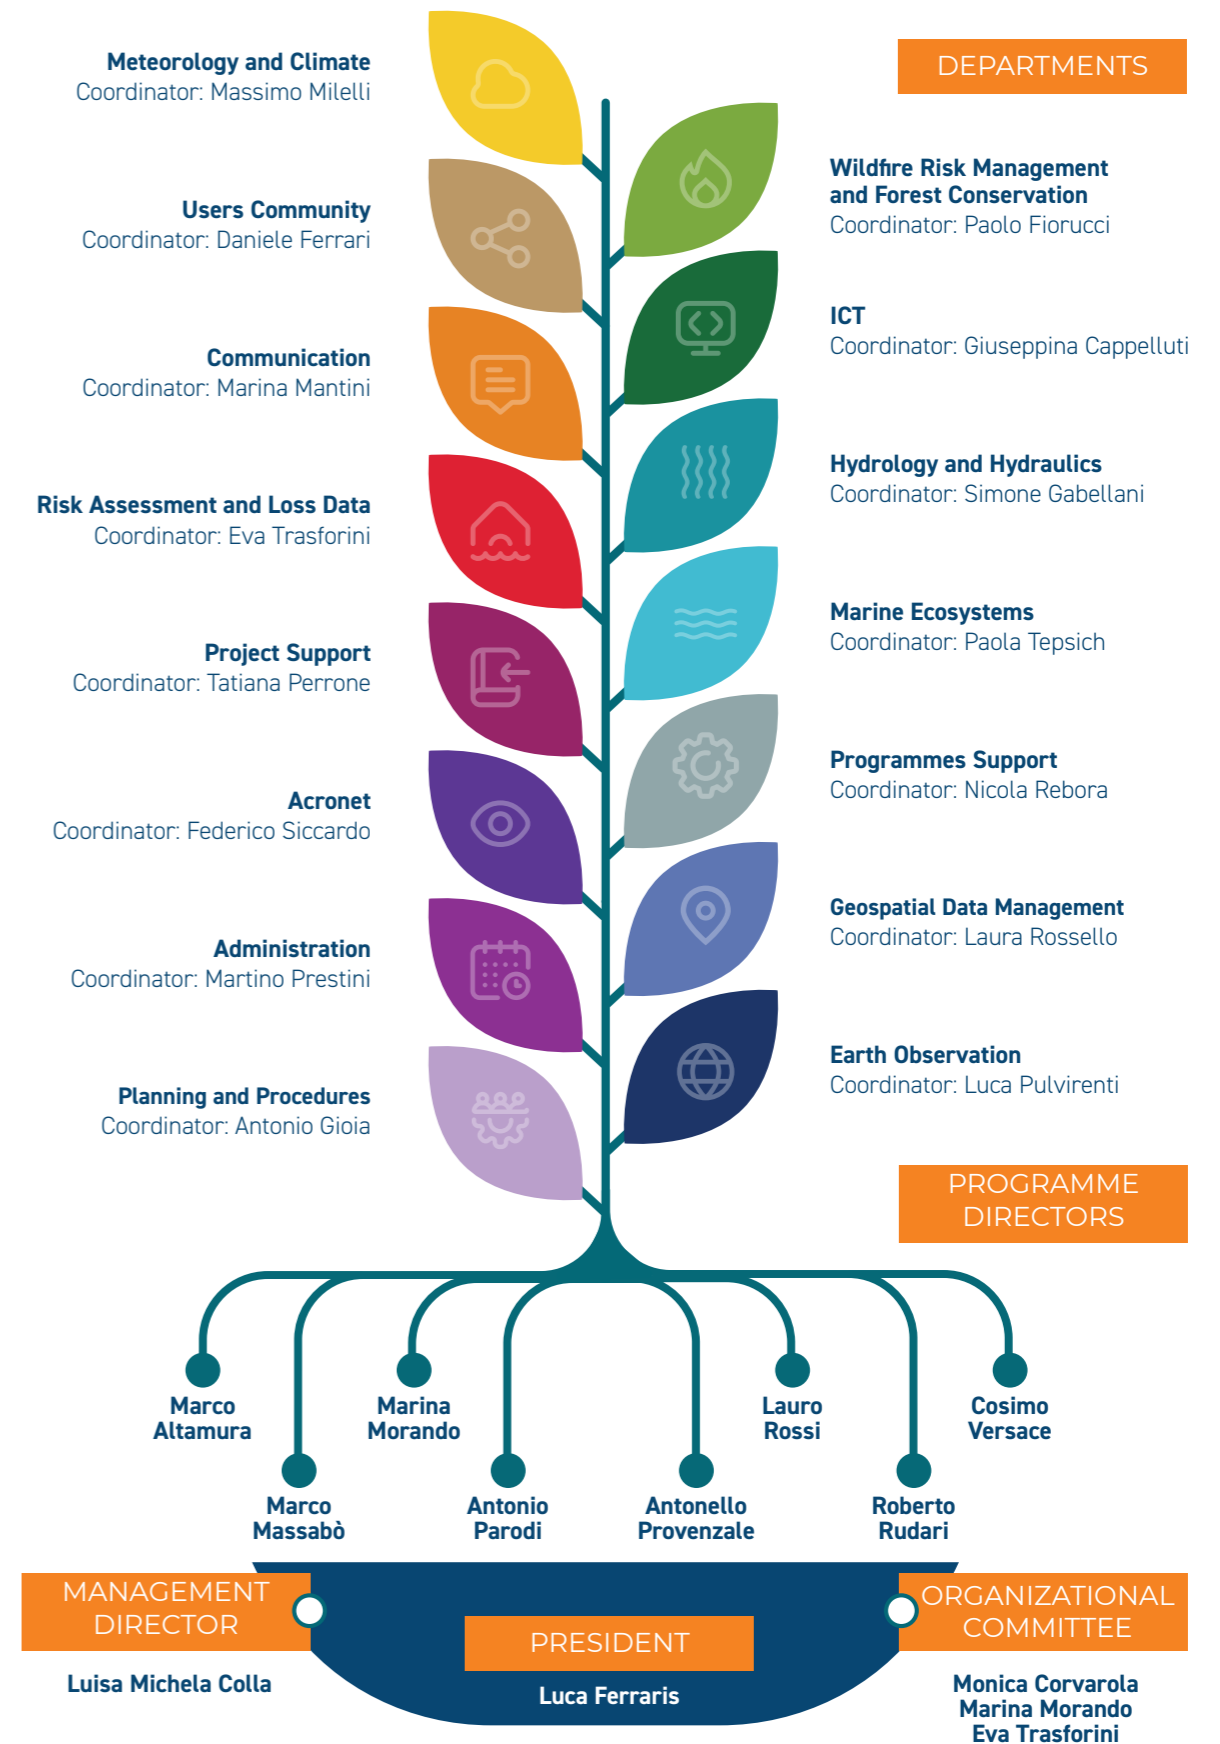 DEPARTMENTS
Meteorology and Climate
Coordinator: Massimo Milelli
Wildfire Risk Management
and Forest Conservation
Coordinator: Paolo Fiorucci
Users Community
Coordinator: Daniele Ferrari
ICT
Coordinator: Giuseppina Cappelluti
Communication
Coordinator: Marina Mantini
Hydrology and Hydraulics
Coordinator: Simone Gabellani
Risk Assessment and Loss Data
Coordinator: Eva Trasforini
Marine Ecosystems
Coordinator: Paola Tepsich
Project Support
Coordinator: Tatiana Perrone
Programmes Support
Coordinator: Nicola Rebora
Acronet
Coordinator: Federico Siccardo
Geospatial Data Management
Coordinator: Laura Rossello
Administration
Coordinator: Martino Prestini
Earth Observation
Coordinator: Luca Pulvirenti
Planning and Procedures
Coordinator: Antonio Gioia
PROGRAMME
DIRECTORS
Marco
Altamura
Marina
Morando
Lauro
Rossi
Cosimo
Versace
Marco
Massabò
Antonio
Parodi
Antonello
Provenzale
Roberto
Rudari
MANAGEMENT
DIRECTOR
Luisa Michela Colla
PRESIDENT
Luca Ferraris
ORGANIZATIONAL
COMMITTEE
Monica Corvarola
Marina Morando
Eva Trasforini